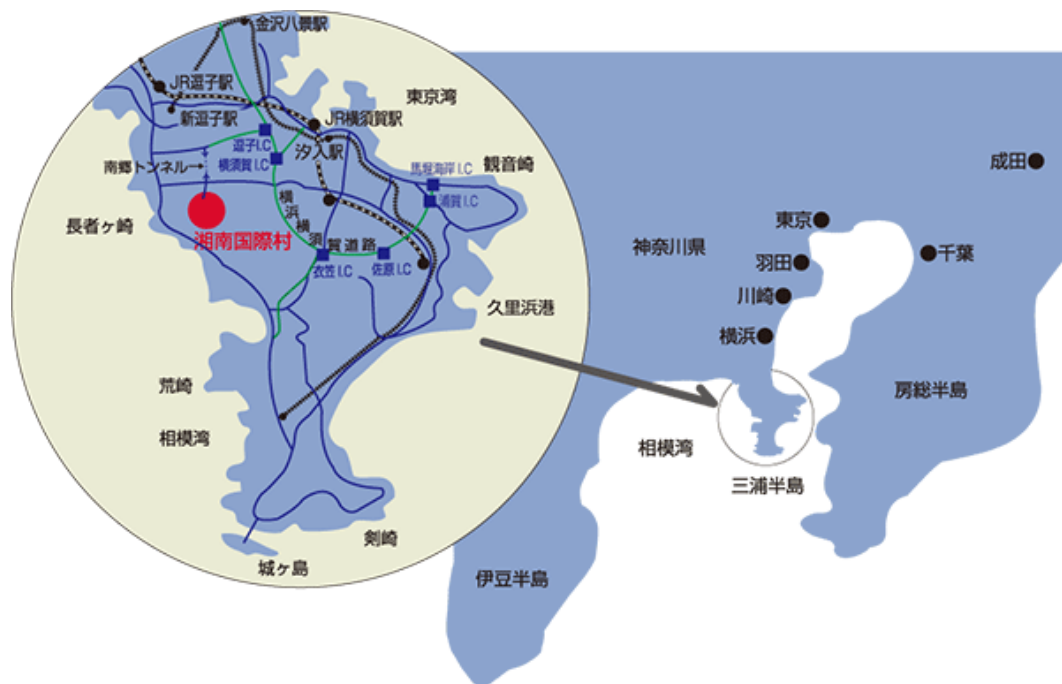 金沢八景駅
JR逗子駅
東京湾
新逗子駅
JR横須賀駅
逗子I.C
汐入駅
南郷トンネル
横須賀I.C
馬堀海岸I.C
観音崎
浦賀I.C
長者ヶ崎
湘南国際村
横浜横須賀道路
衣笠I.C
佐原I.C
久里浜港
荒崎
相模湾
剣崎
城ヶ島
成田
東京
神奈川県
羽田
千葉
川崎
横浜
房総半島
相模湾
三浦半島
伊豆半島